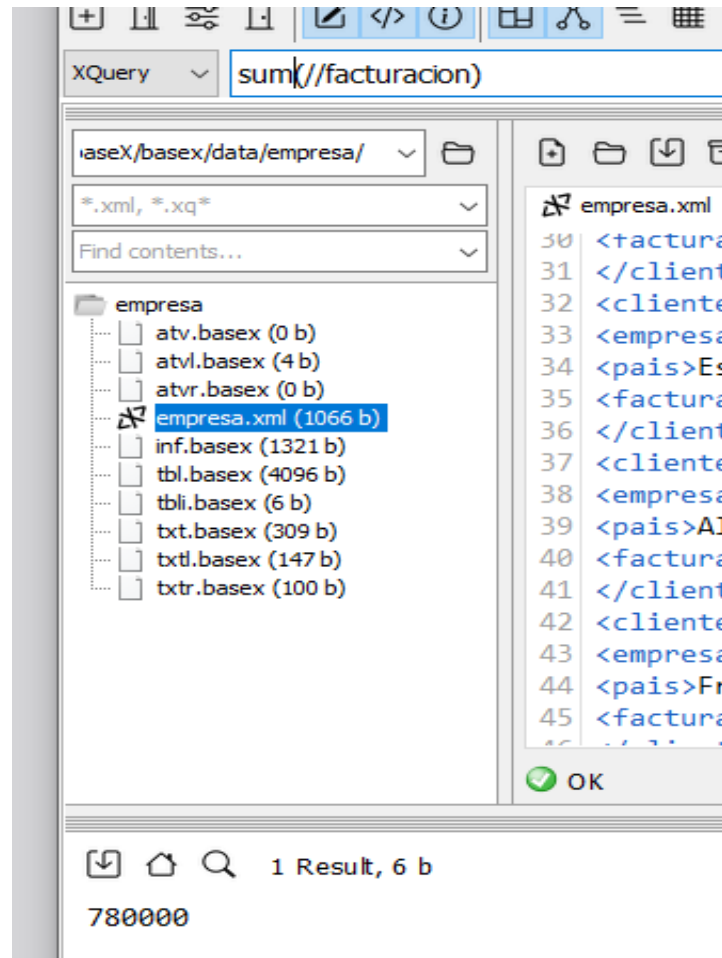 XQuery
sum(//facturacion)
aseX/basex/data/empresa/
*.xml, *.xq*
Find contents...
empresa
atv.basex (0 b)
atvl.basex (4 b)
atvr.basex (0 b)
empresa.xml (1066 b)
inf.basex (1321 b)
tbl.basex (4096 b)
tbli.basex (6 b)
txt.basex (309 b)
txtl.basex (147 b)
txtr.basex (100 b)
empresa.xml
30 <factura
31 </client
32 <cliente
33 <empresa
34 <pais>Es
35 <factura
36 </client
37 <cliente
38 <empresa
39 <pais>Al
40 <factura
41 </client
42 <cliente
43 <empresa
44 <pais>Fr
45 <factura
OK
1 Result, 6 b
780000